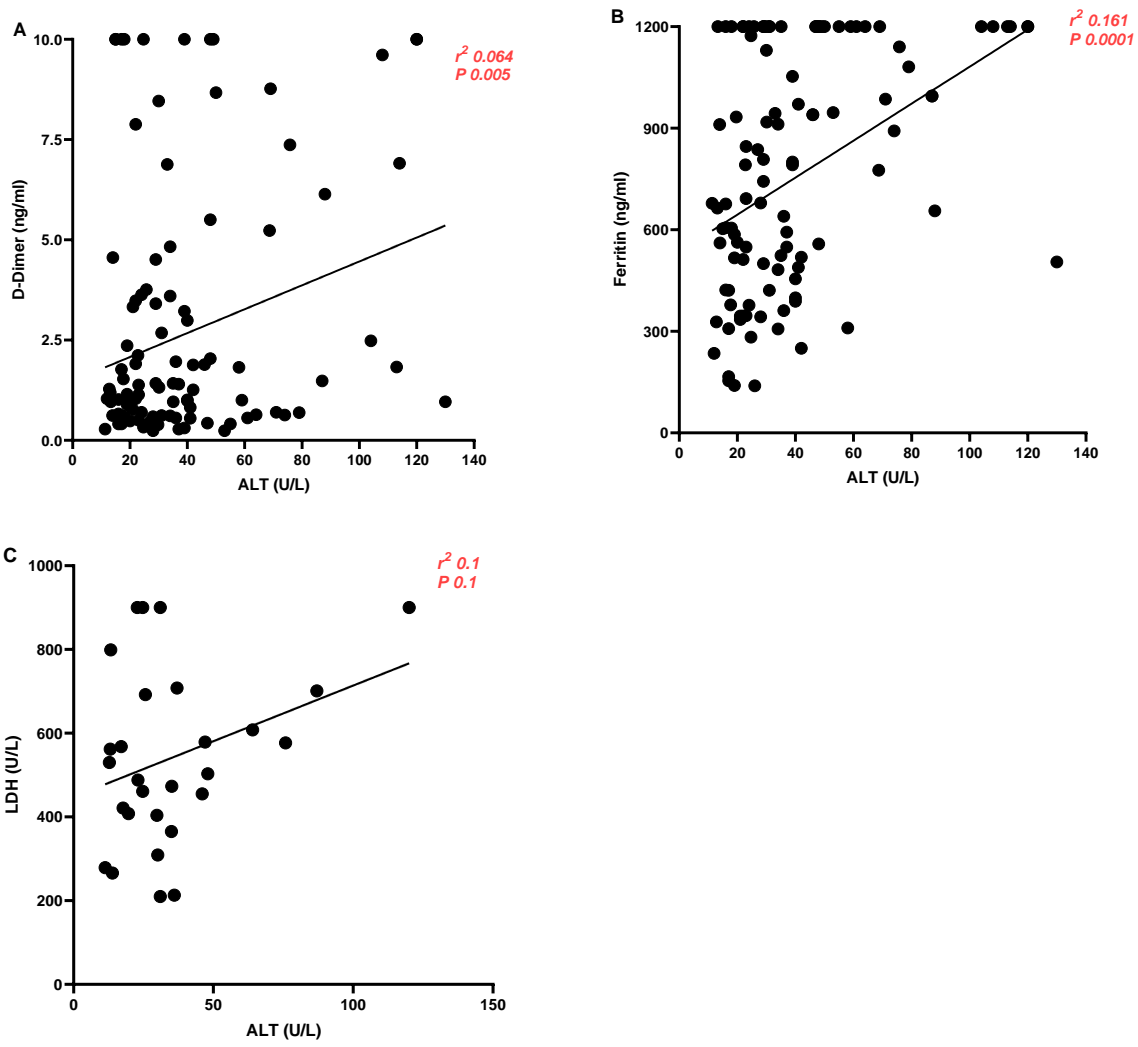 A
r² 0.064
P 0.005
10.0
7.5
5.0
2.5
0.0
D-Dimer (ng/ml)
0 20 40 60 80 100 120 140
ALT (U/L)
B
r² 0.161
P 0.0001
1200
900
600
300
0
Ferritin (ng/ml)
0 20 40 60 80 100 120 140
ALT (U/L)
C
r² 0.1
P 0.1
1000
800
600
400
200
0
LDH (U/L)
0 50 100 150
ALT (U/L)